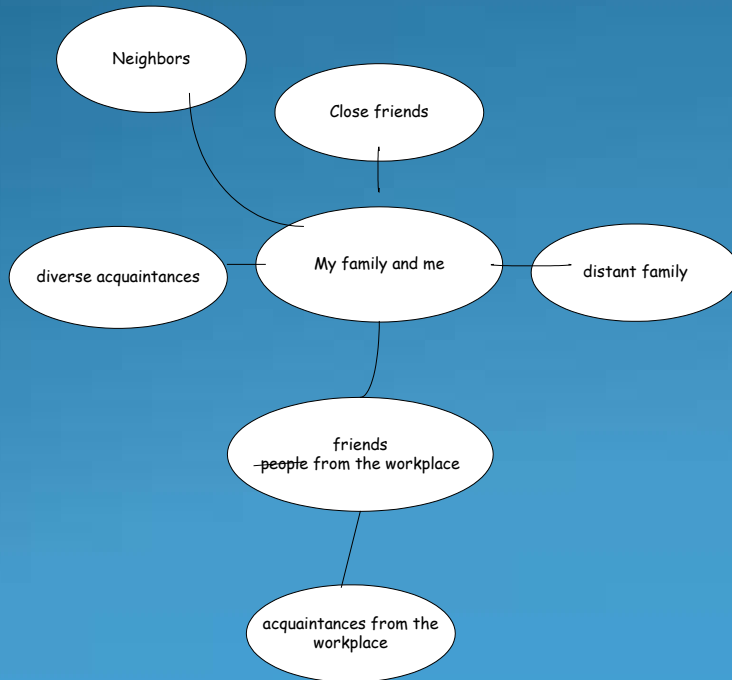 Neighbors
Close friends
diverse acquaintances
My family and me
distant family
friends
people from the workplace
acquaintances from the
workplace